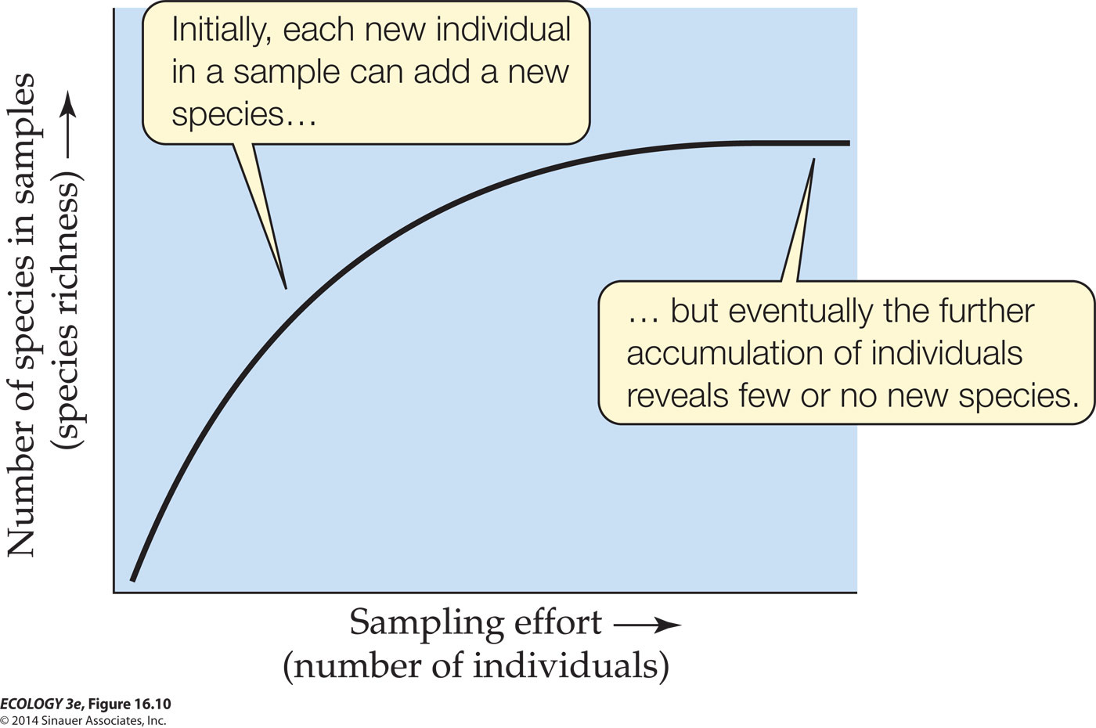 Initially, each new individual
in a sample can add a new
species…
Number of species in samples
(species richness)
… but eventually the further
accumulation of individuals
reveals few or no new species.
Sampling effort
(number of individuals)
ECOLOGY 3e, Figure 16.10
© 2014 Sinauer Associates, Inc.